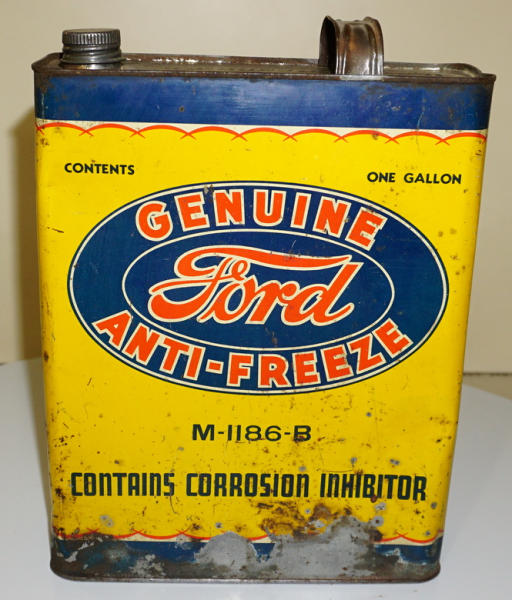 CONTENTS ONE GALLON
GENUINE
Ford
ANTI-FREEZE
M-1186-B
CONTAINS CORROSION INHIBITOR